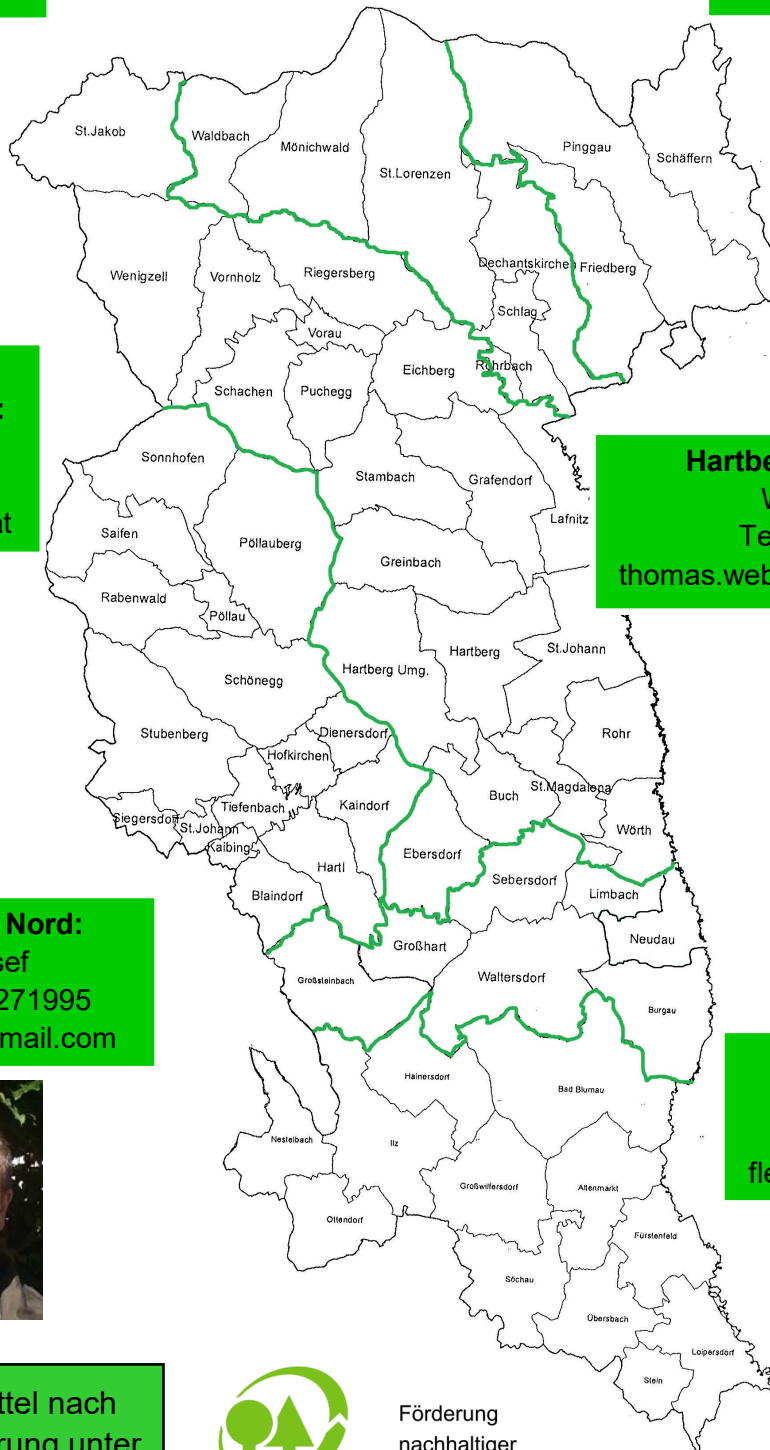 St.Jakob
Waldbach
Mönichwald
St.Lorenzen
Pinggau
Schäffern
Wenigzell
Vornholz
Riegersberg
Dechantskirchen
Friedberg
Schlag
Vorau
Eichberg
Rohrbach
Schachen
Puchegg
:
at
Sonnhofen
Stambach
Grafendorf
Lafnitz
Saifen
Pöllauberg
Greinbach
Rabenwald
Pöllau
Hartbe
W
Te
thomas.web
Hartberg Umg.
Hartberg
St.Johann
Schönegg
Stubenberg
Dienersdorf
Rohr
Hofkirchen
Buch
St.Magdalena
Siegersdorf
St.Johann
Tiefenbach
Kaindorf
Wörth
Kaibing
Hartl
Ebersdorf
Sebersdorf
Blaindorf
Limbach
Nord:
sef
271995
mail.com
Großhart
Neudau
Großsteinbach
Waltersdorf
Burgau
Hainersdorf
Bad Blumau
Nestelbach
Ilz
Großwilfersdorf
Altenmarkt
fle
Ottendorf
Fürstenfeld
Söchau
Übersbach
Loipersdorf
Stein
ttel nach
rung unter
Förderung
nachhaltiger